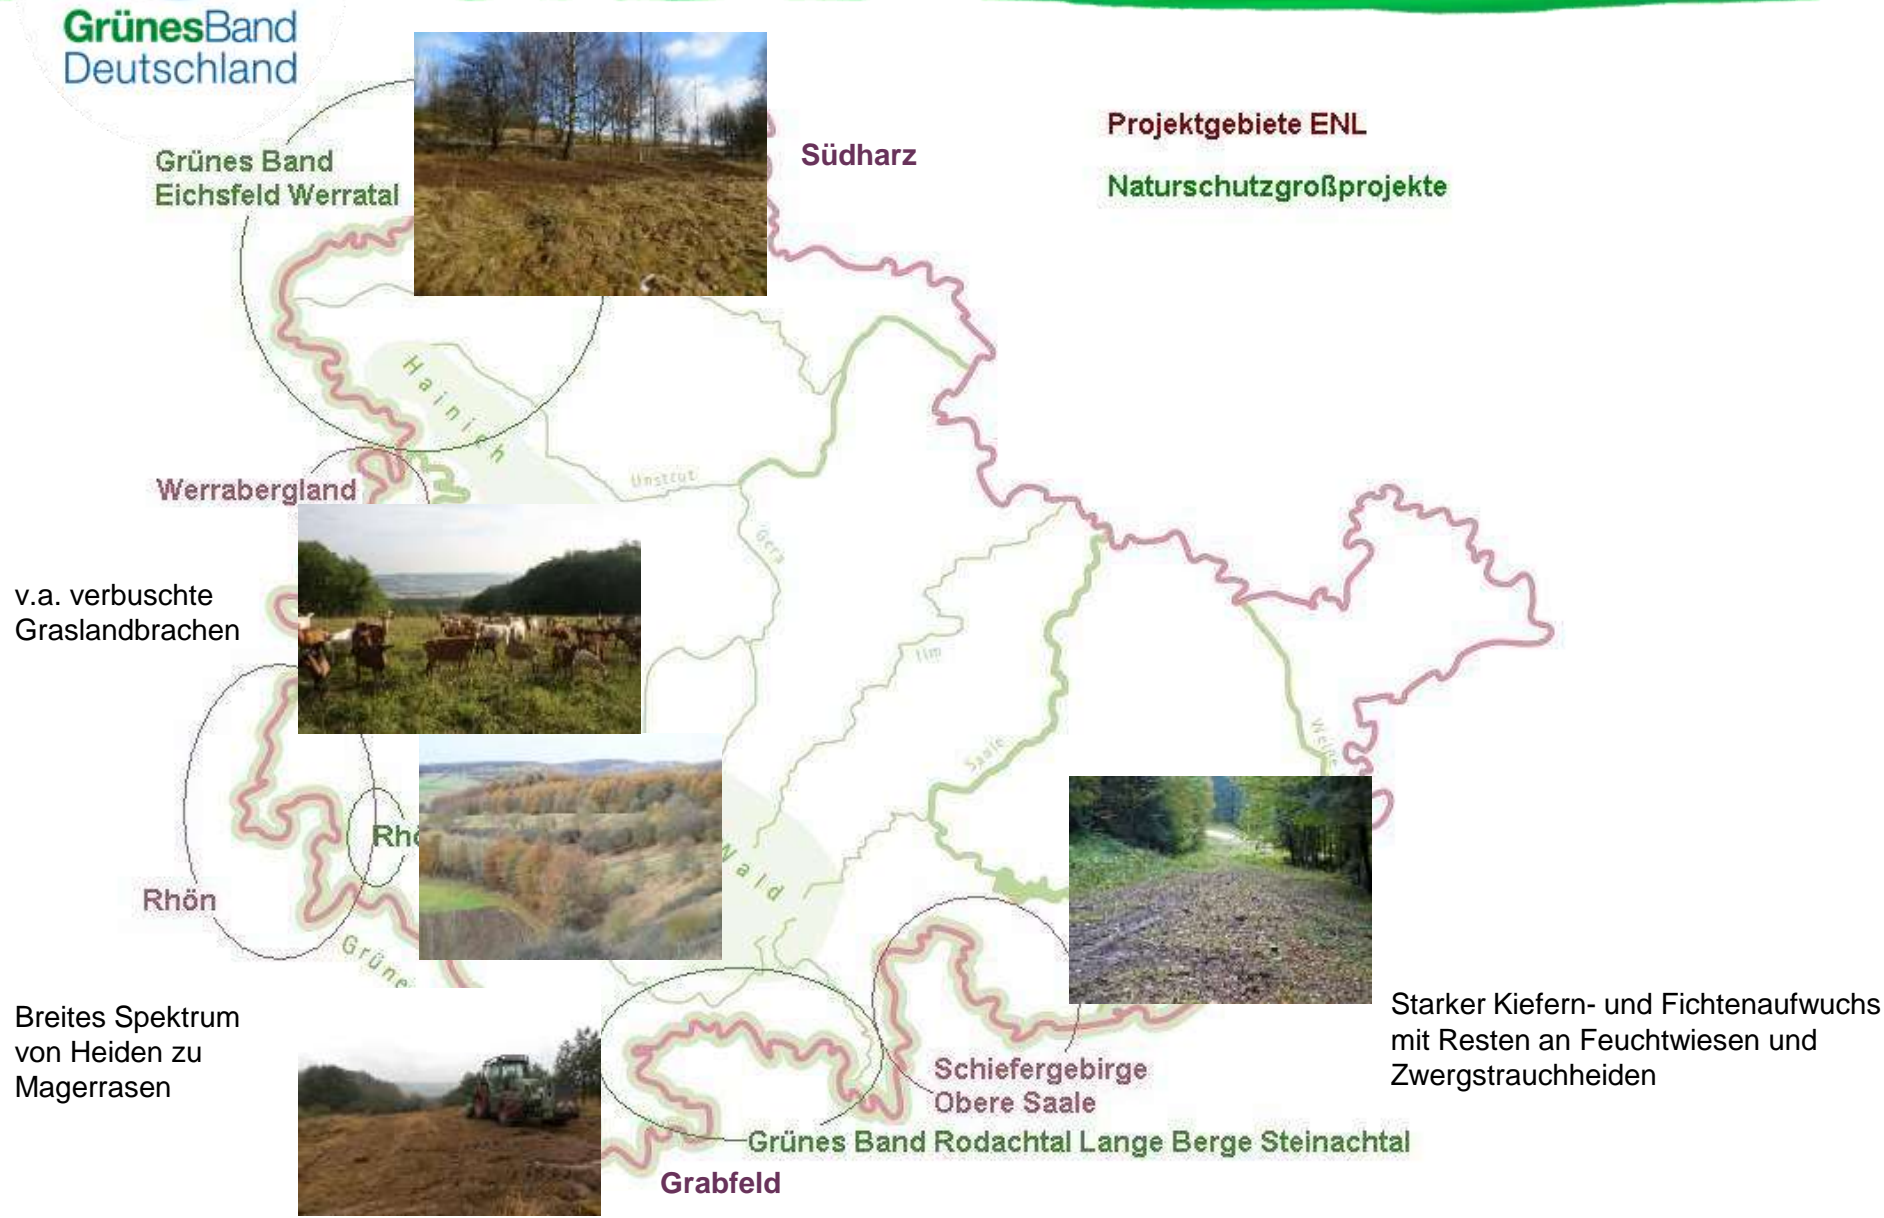 GrünesBand
Deutschland
Projektgebiete ENL
Südharz
Grünes Band
Eichsfeld Werratal
Naturschutzgroßprojekte
Hainich
Werrabergland
Unstrut
Gera
v.a. verbuschte
Graslandbrachen
Ilm
Saale
Rhö
Wald
Rhön
Grüne
Breites Spektrum
von Heiden zu
Magerrasen
Starker Kiefern- und Fichtenaufwuchs
mit Resten an Feuchtwiesen und
Zwergstrauchheiden
Schiefergebirge
Obere Saale
Grünes Band Rodachtal Lange Berge Steinachtal
Grabfeld